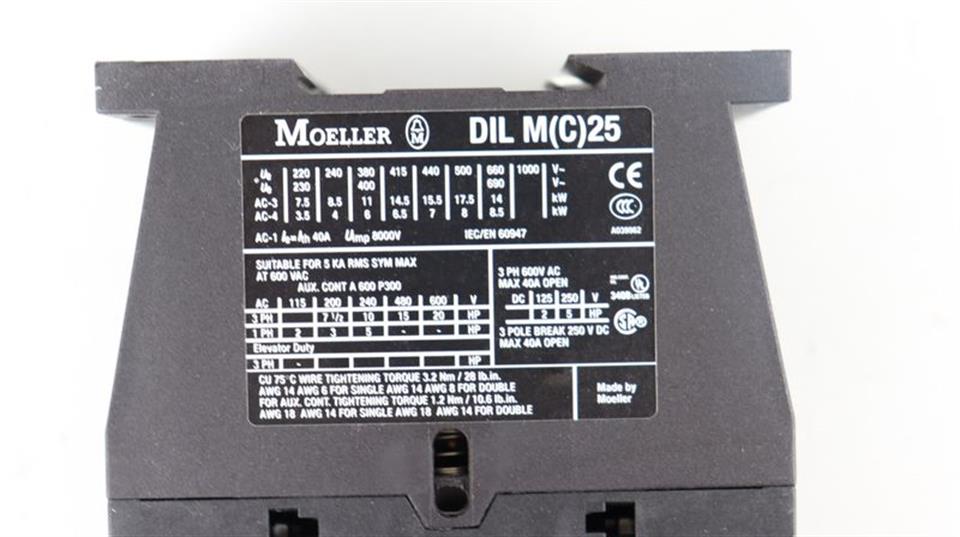 MOELLER DIL M(C)25
220 240 380 415 440 500 660 1000 V~
Ue 230 400 690 V~
AC-3 7.5 8.5 11 14.5 15.5 17.5 14 kW
AC-4 3.5 4 6 6.5 7 8 8.5 kW
AC-1 Ie=Ith 40A Uimp 8000V IEC/EN 60947
CE
CCC
A039862
SUITABLE FOR 5 KA RMS SYM MAX
AT 600 VAC
AUX. CONT A 600 P300
AC 115 200 240 480 600 V
3 PH 7 1/2 10 15 20 HP
1 PH 2 3 5 - - HP
Elevator Duty
3 PH - - - - - HP
3 PH 600V AC
MAX 40A OPEN
DC 125 250 V
2 5 HP
3 POLE BREAK 250 V DC
MAX 40A OPEN
UL
LISTED
CU 75°C WIRE TIGHTENING TORQUE 3.2 Nm / 28 lb.in.
AWG 14 AWG 6 FOR SINGLE AWG 14 AWG 8 FOR DOUBLE
FOR AUX. CONT. TIGHTENING TORQUE 1.2 Nm / 10.6 lb.in.
AWG 18 AWG 14 FOR SINGLE AWG 18 AWG 14 FOR DOUBLE
Made by
Moeller